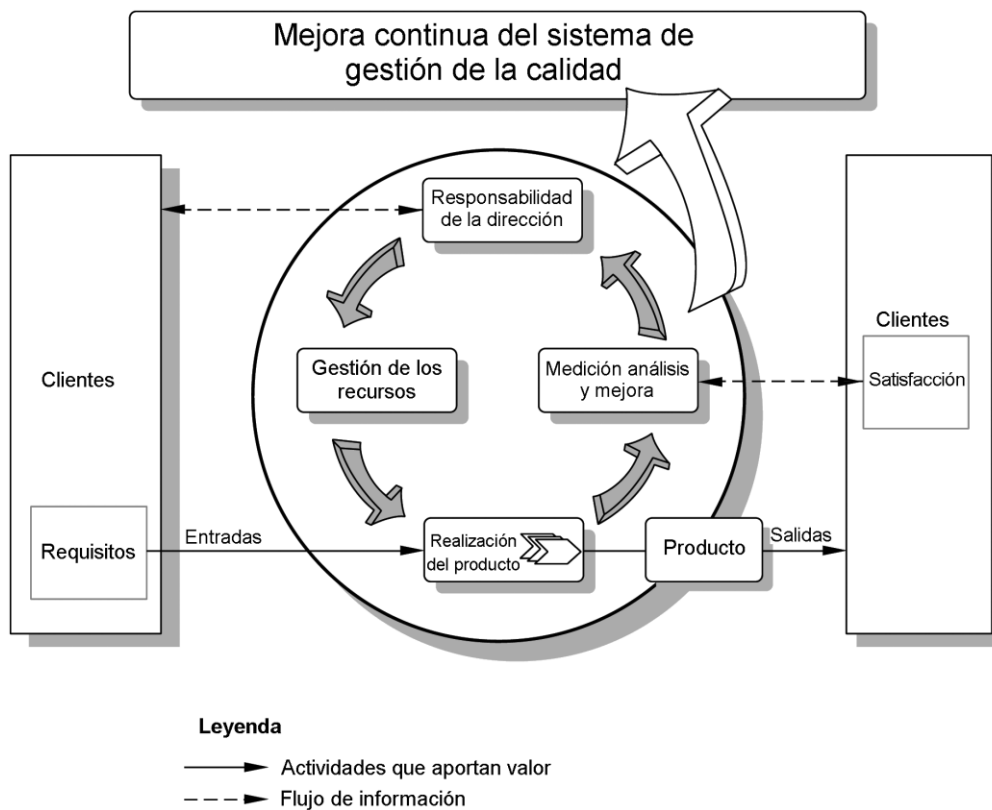 Mejora continua del sistema de
gestión de la calidad
Responsabilidad
de la dirección
Clientes
Gestión de los
recursos
Medición análisis
y mejora
Clientes
Satisfacción
Requisitos
Entradas
Realización
del producto
Producto
Salidas
Leyenda
Actividades que aportan valor
Flujo de información